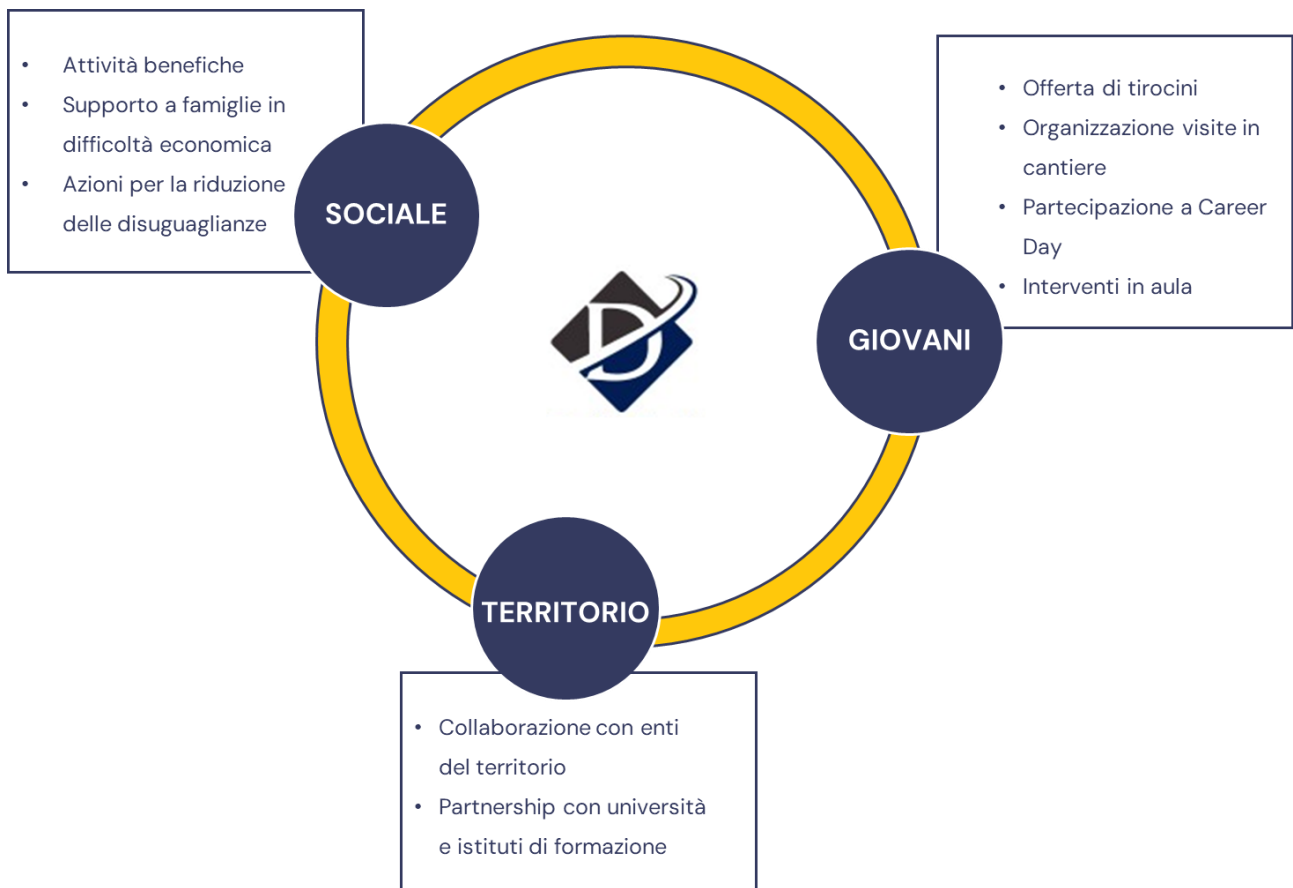 • Attività benefiche
• Supporto a famiglie in
difficoltà economica
• Azioni per la riduzione
delle disuguaglianze
SOCIALE
• Offerta di tirocini
• Organizzazione visite in
cantiere
• Partecipazione a Career
Day
• Interventi in aula
GIOVANI
D
TERRITORIO
• Collaborazione con enti
del territorio
• Partnership con università
e istituti di formazione